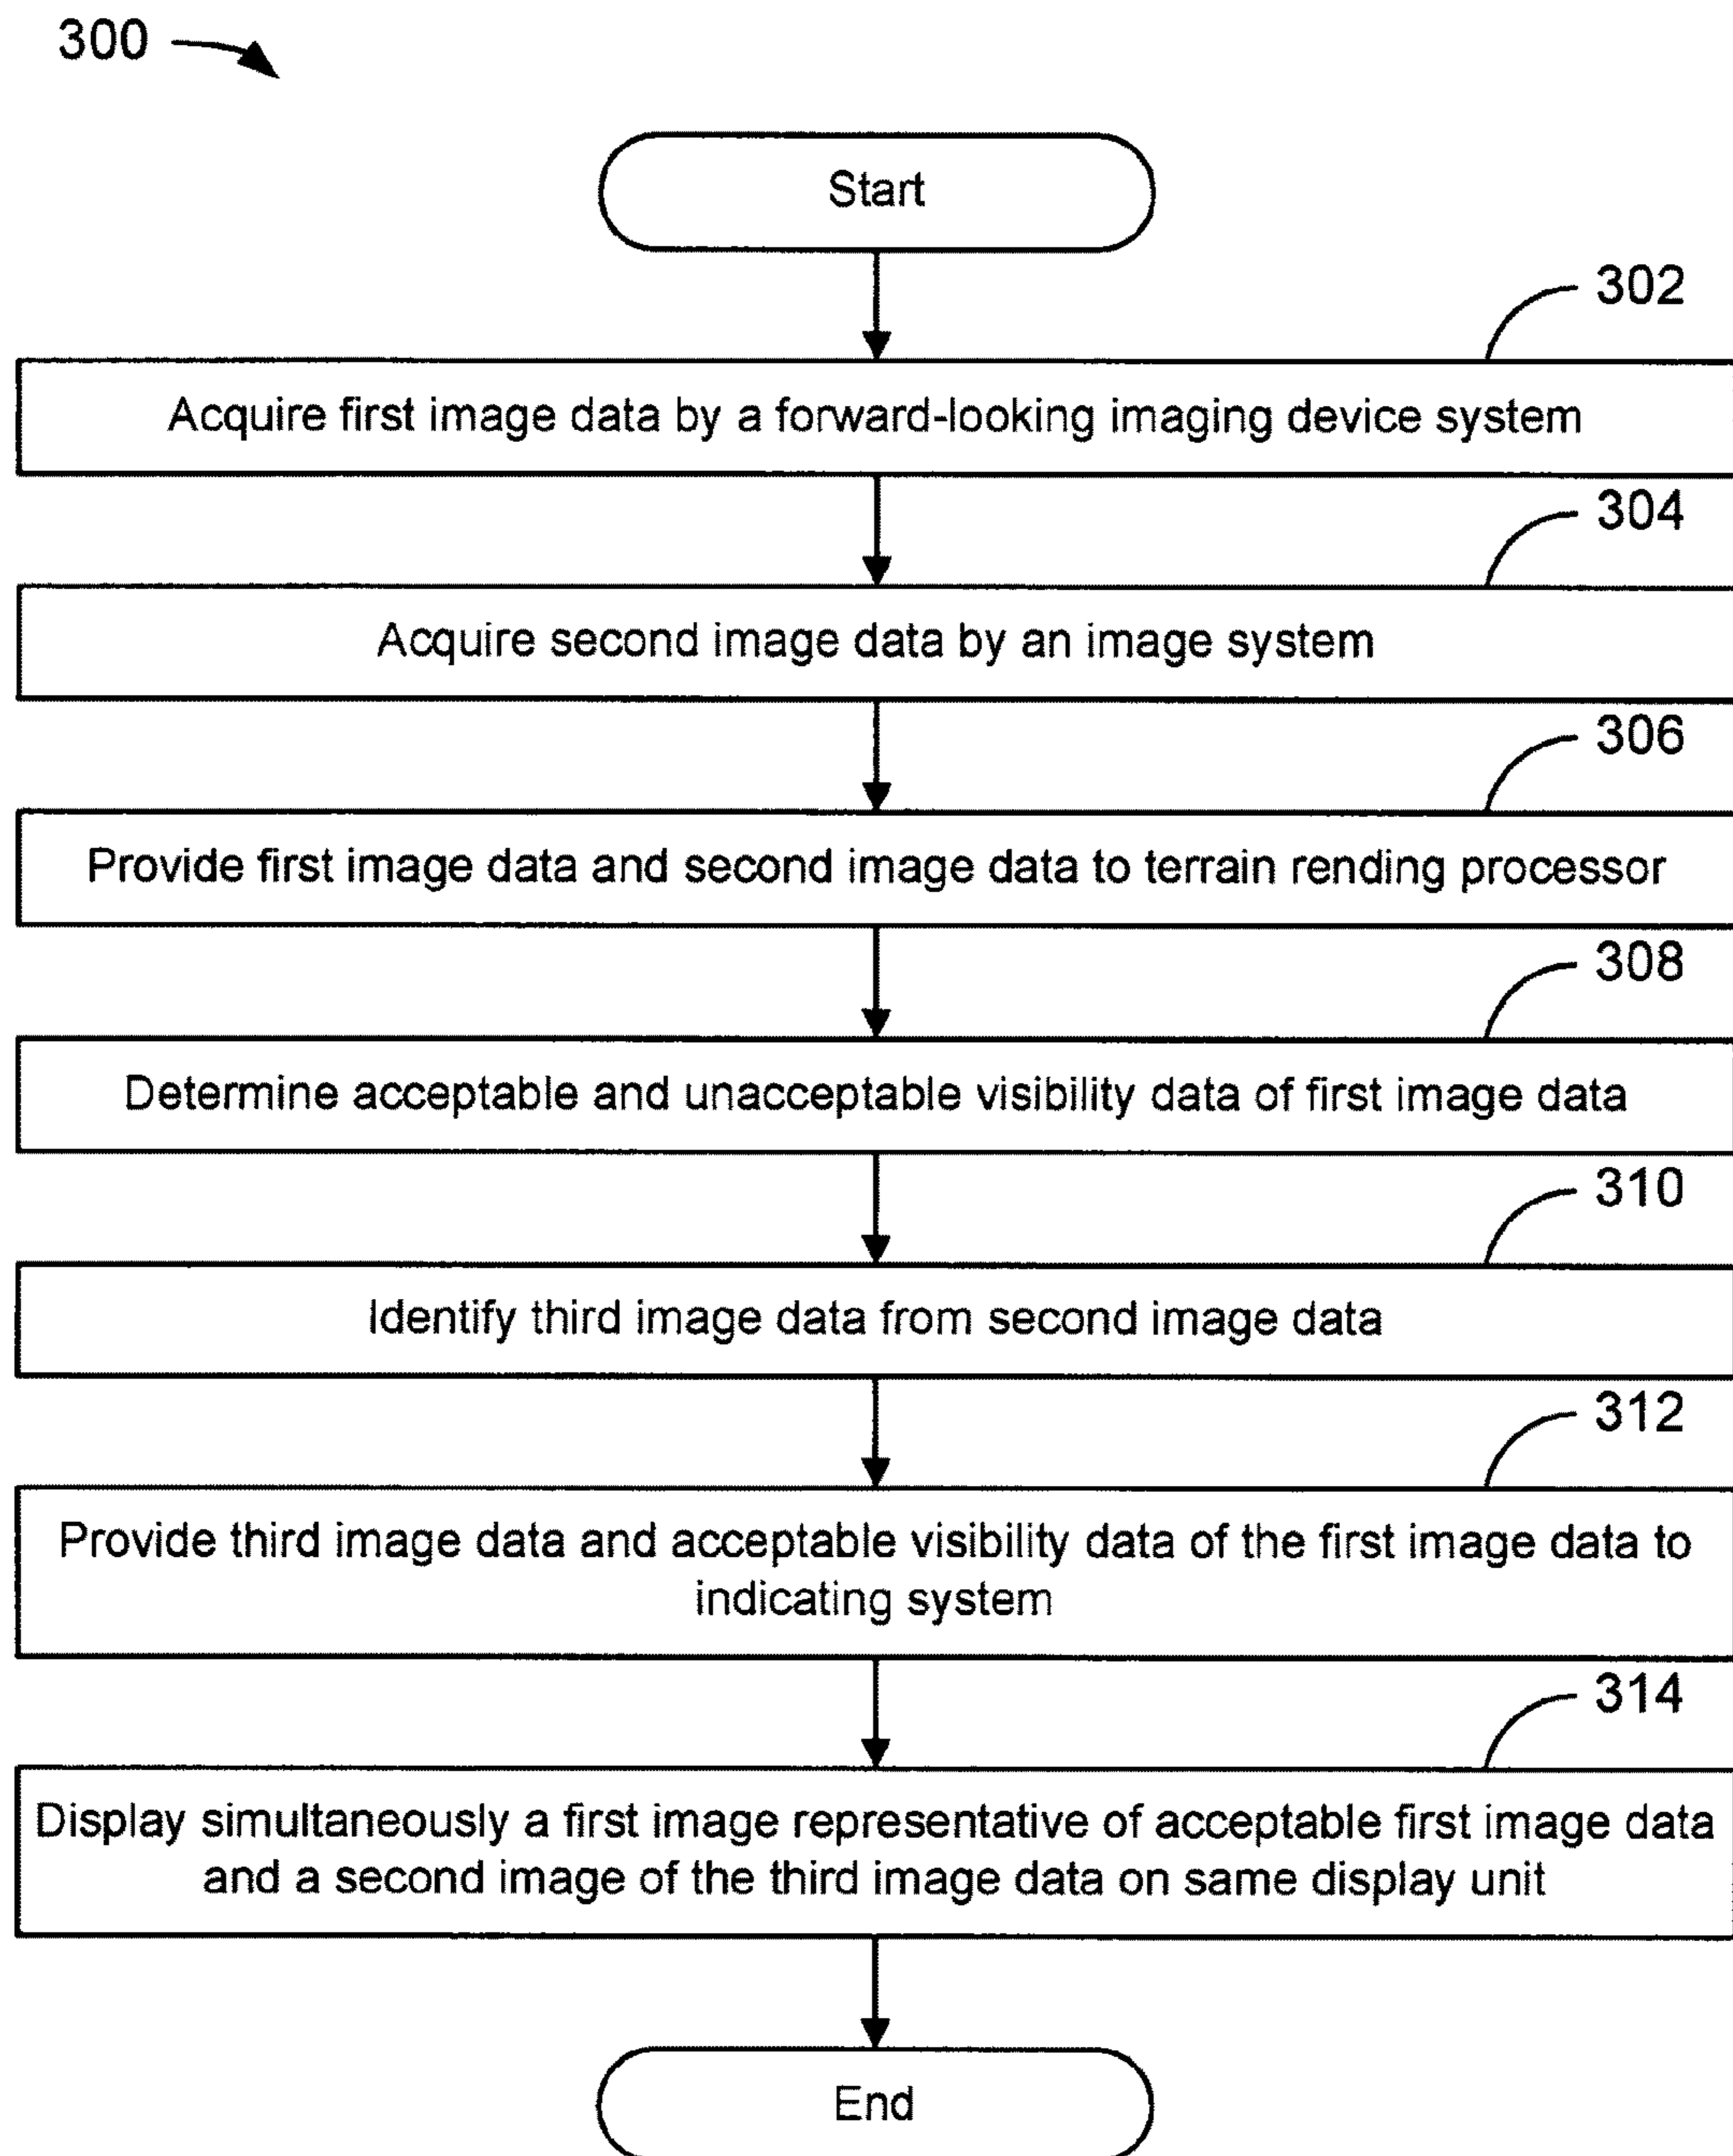 300
Start
302
Acquire first image data by a forward-looking imaging device system
304
Acquire second image data by an image system
306
Provide first image data and second image data to terrain rending processor
308
Determine acceptable and unacceptable visibility data of first image data
310
Identify third image data from second image data
312
Provide third image data and acceptable visibility data of the first image data to
indicating system
314
Display simultaneously a first image representative of acceptable first image data
and a second image of the third image data on same display unit
End